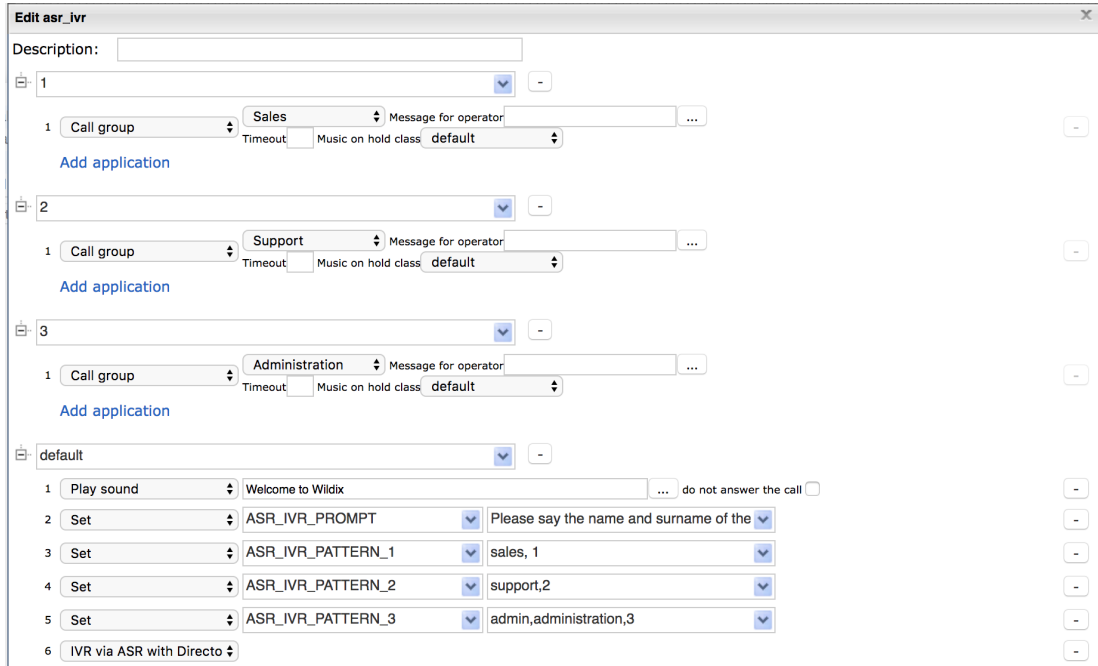 Edit asr_ivr x
Description:
1 -
Sales Message for operator ...
1 Call group
Timeout Music on hold class default -
Add application
2 -
Support Message for operator ...
1 Call group
Timeout Music on hold class default -
Add application
3 -
Administration Message for operator ...
1 Call group
Timeout Music on hold class default -
Add application
default -
1 Play sound Welcome to Wildix ... do not answer the call -
2 Set ASR_IVR_PROMPT Please say the name and surname of the -
3 Set ASR_IVR_PATTERN_1 sales, 1 -
4 Set ASR_IVR_PATTERN_2 support,2 -
5 Set ASR_IVR_PATTERN_3 admin,administration,3 -
6 IVR via ASR with Directo -